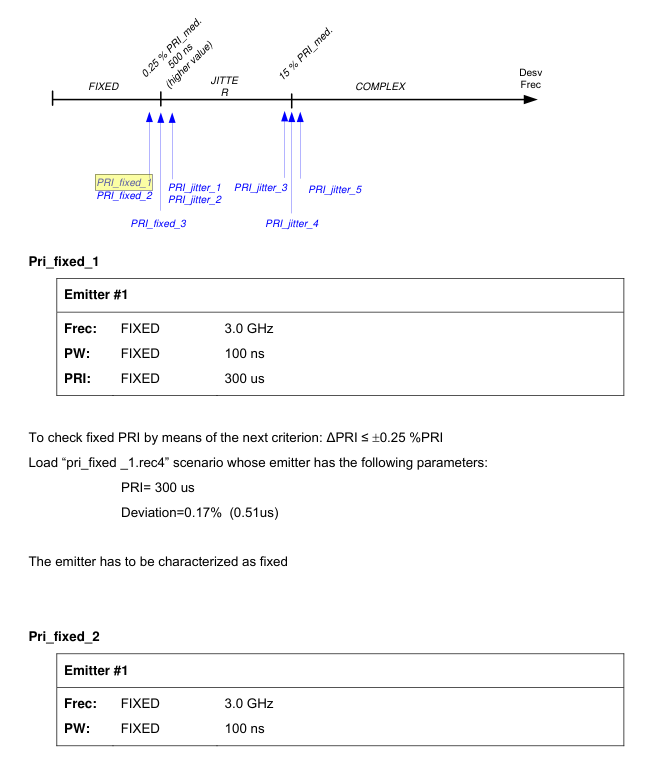 0.25 % PRI_med.
500 ns
(higher value)
15 % PRI_med.
Desv
Frec
FIXED
JITTE
R
COMPLEX
PRI_fixed_1
PRI_fixed_2
PRI_jitter_1
PRI_jitter_2
PRI_jitter_3
PRI_jitter_5
PRI_fixed_3
PRI_jitter_4
Pri_fixed_1
Emitter #1
Frec: FIXED 3.0 GHz
PW: FIXED 100 ns
PRI: FIXED 300 us
To check fixed PRI by means of the next criterion: ΔPRI ≤ ±0.25 %PRI
Load “pri_fixed _1.rec4” scenario whose emitter has the following parameters:
PRI= 300 us
Deviation=0.17% (0.51us)
The emitter has to be characterized as fixed
Pri_fixed_2
Emitter #1
Frec: FIXED 3.0 GHz
PW: FIXED 100 ns